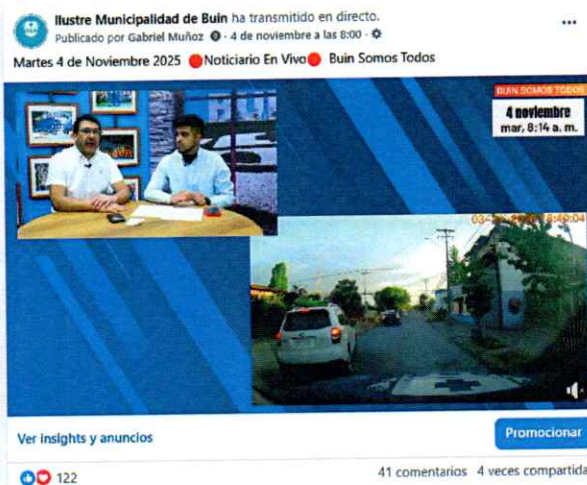 Ilustre Municipalidad de Buin ha transmitido en directo.
Publicado por Gabriel Muñoz · 4 de noviembre a las 8:00 ·
Martes 4 de Noviembre 2025 🔴Noticiario En Vivo🔴 Buin Somos Todos
BUIN SOMOS TODOS
4 noviembre
mar, 8:14 a. m.
Ver insights y anuncios
Promocionar
122
41 comentarios 4 veces compartida